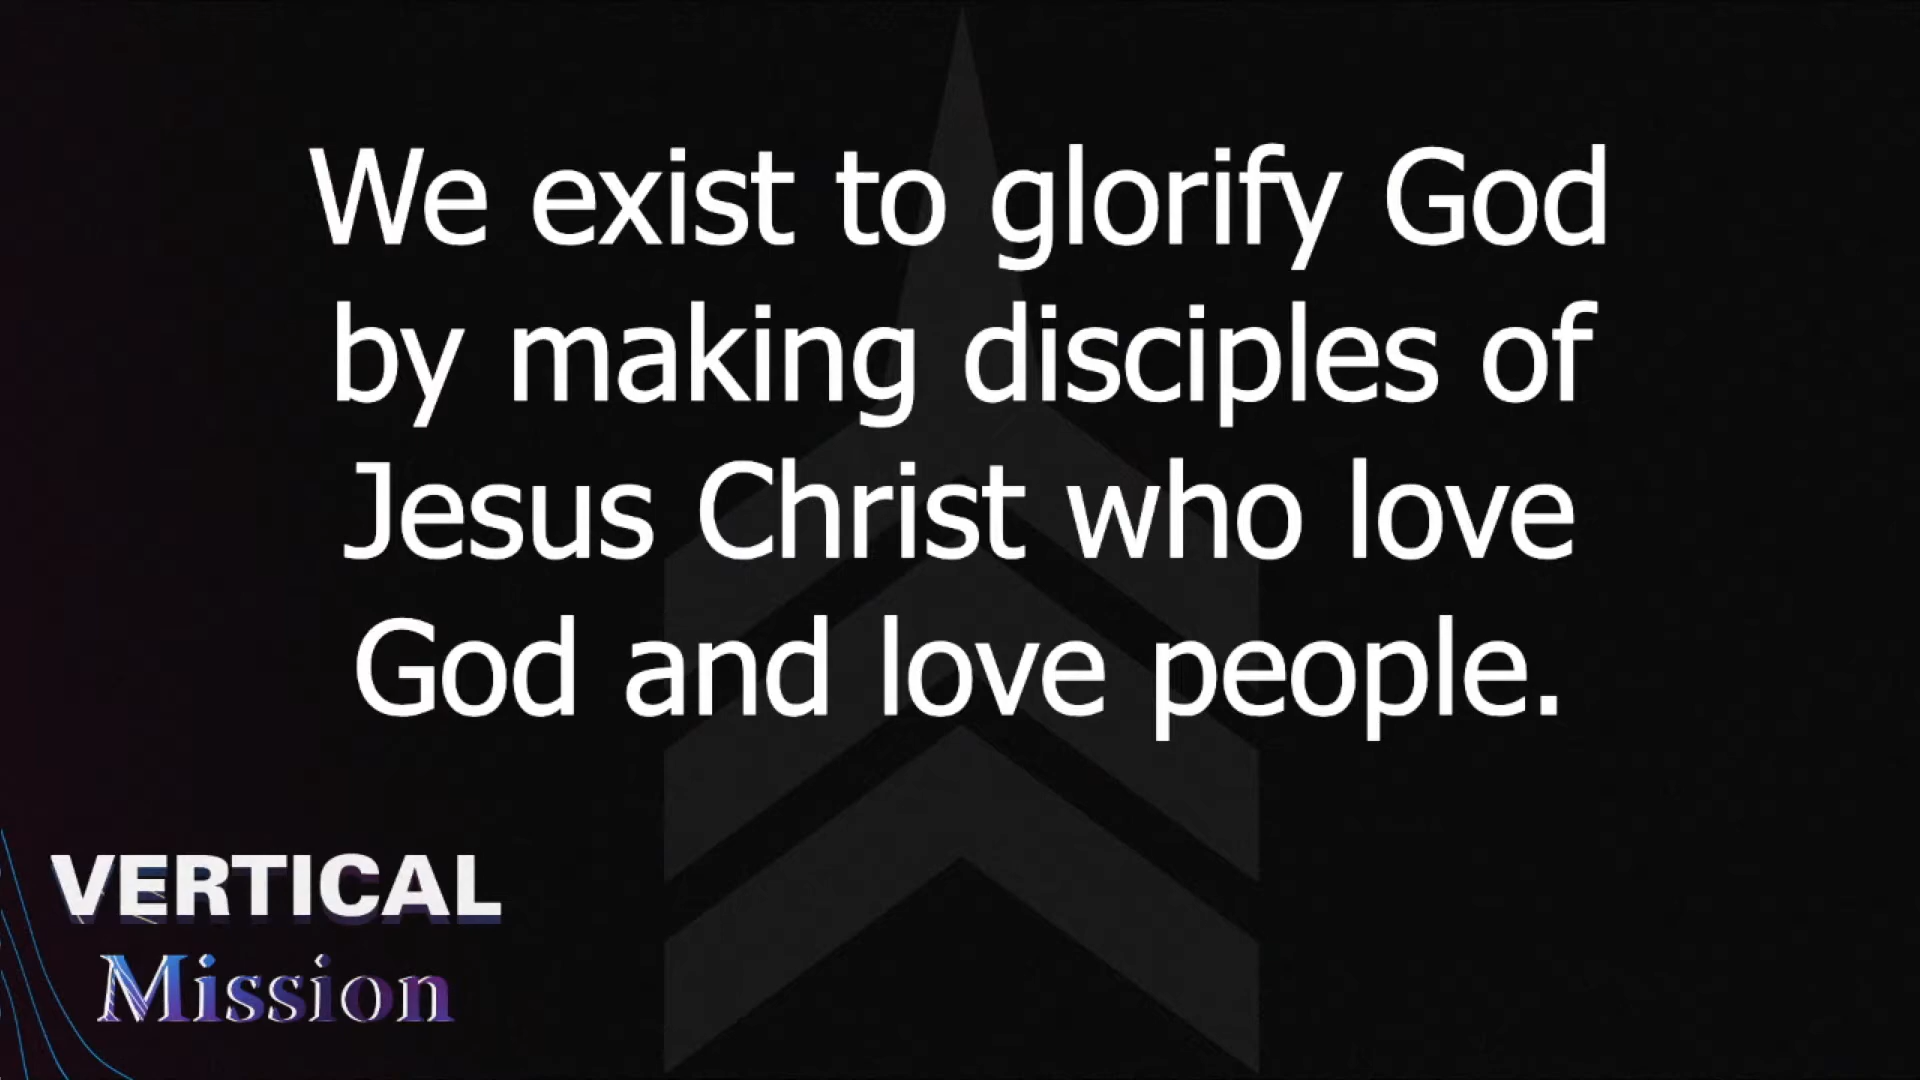 We exist to glorify God
by making disciples of
Jesus Christ who love
God and love people.
VERTICAL
Mission